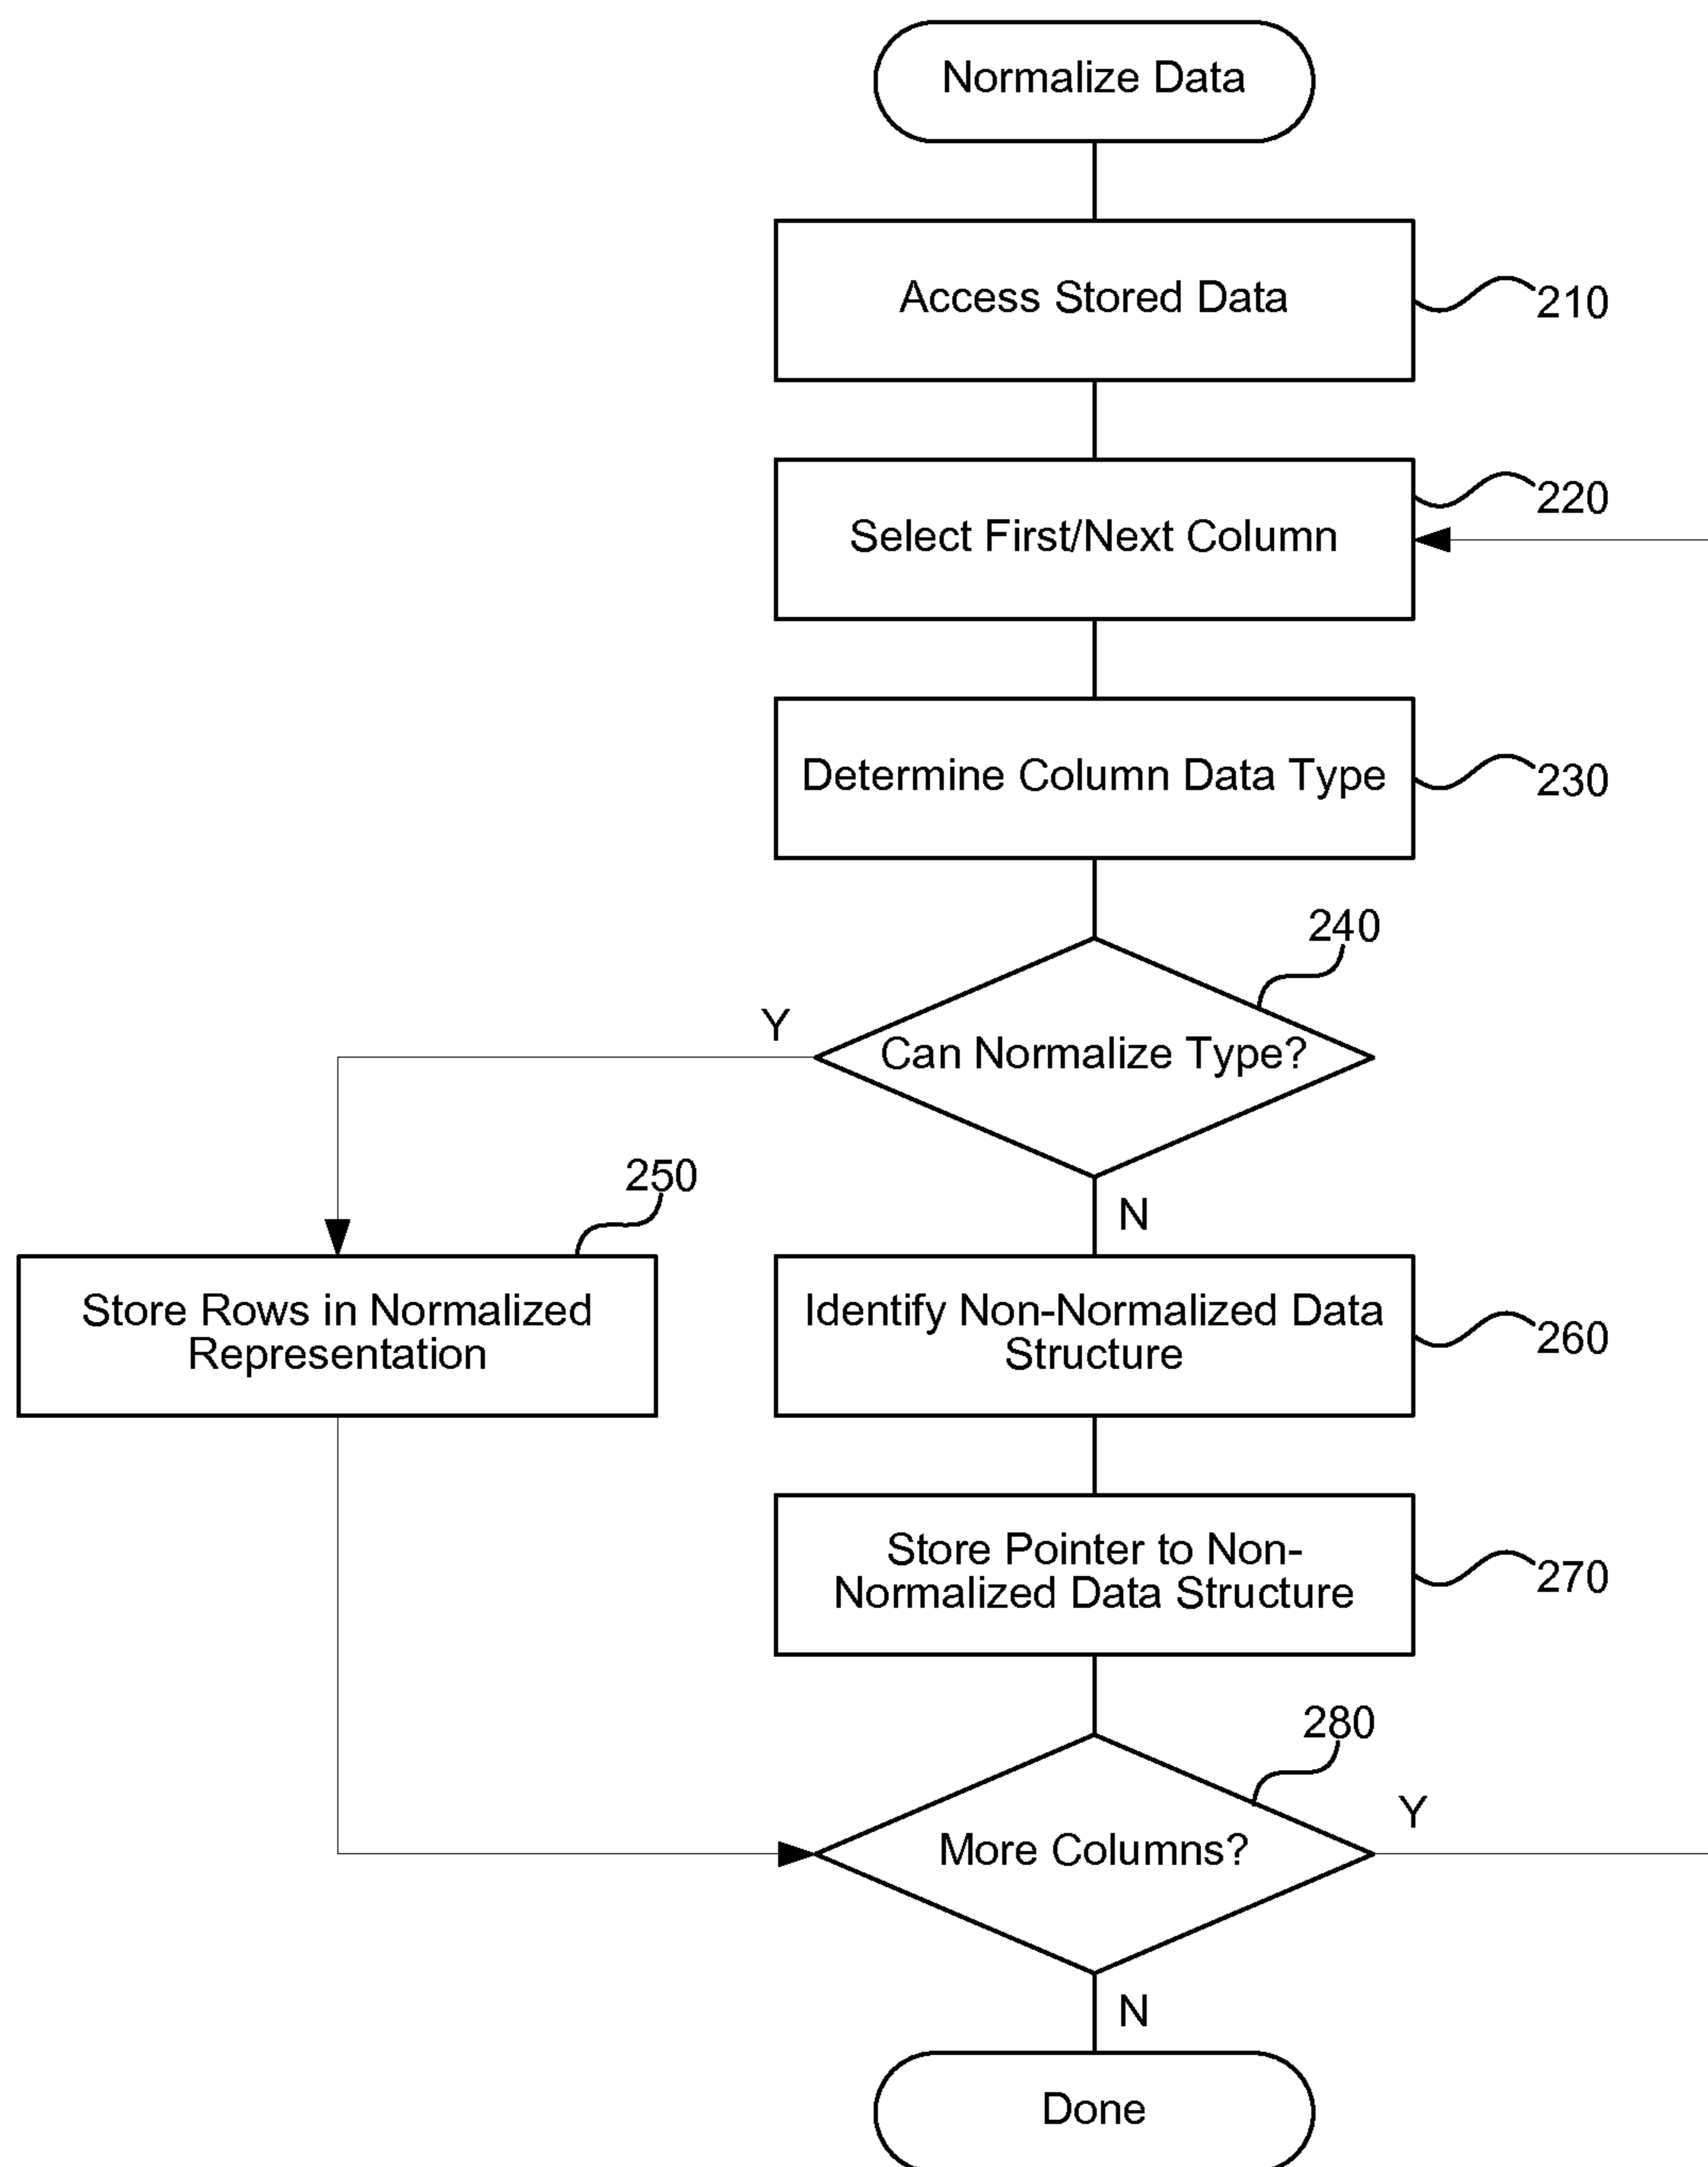 Normalize Data
Access Stored Data
210
220
Select First/Next Column
Determine Column Data Type
230
240
Y
Can Normalize Type?
250
N
Store Rows in Normalized
Representation
Identify Non-Normalized Data
Structure
260
Store Pointer to Non-
Normalized Data Structure
270
280
Y
More Columns?
N
Done